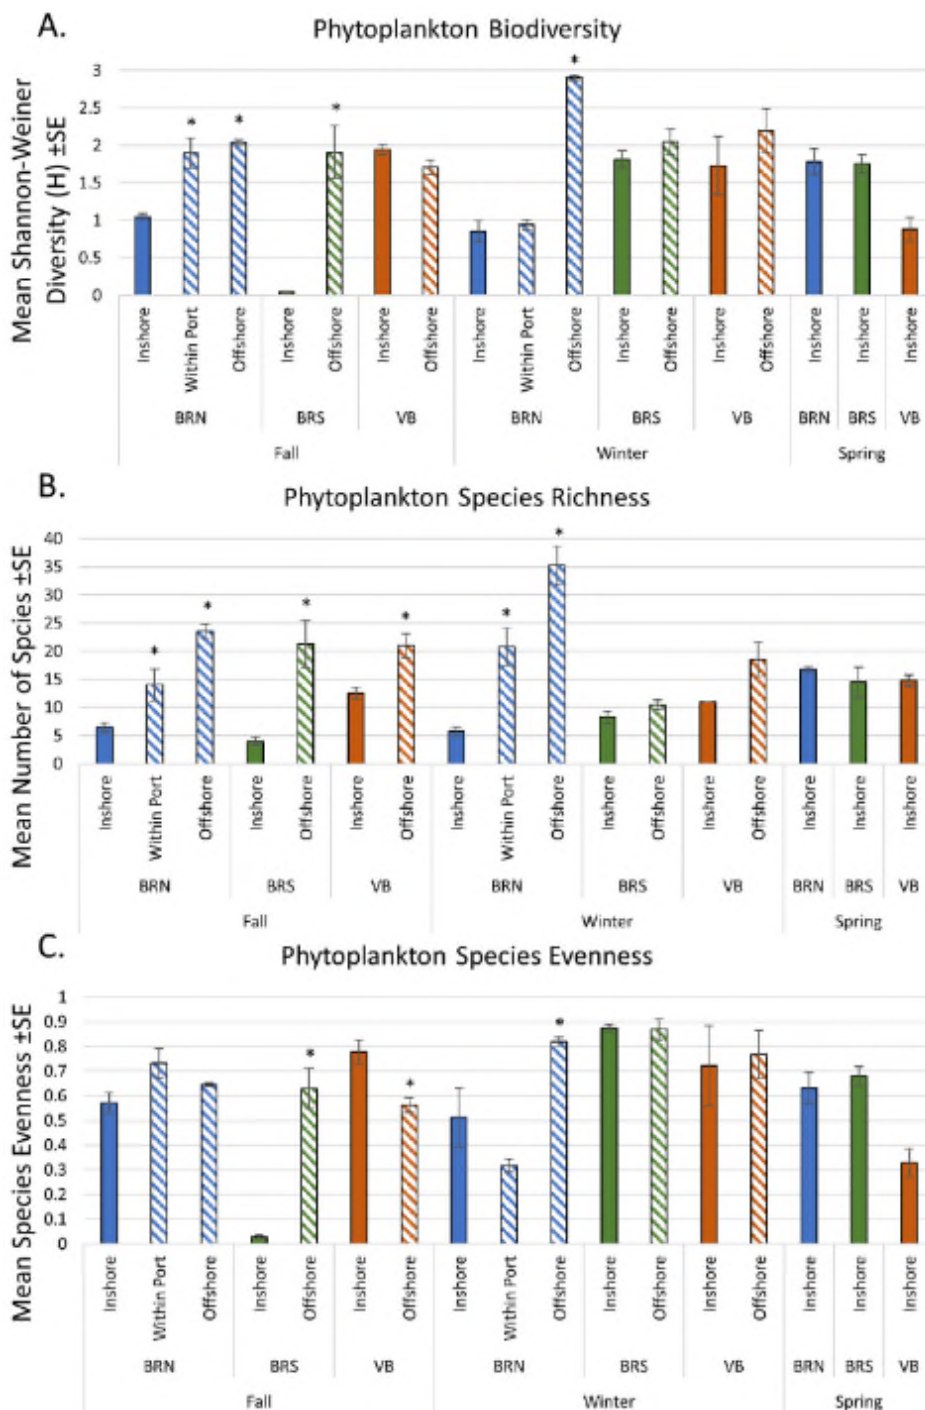 A.
Phytoplankton Biodiversity
Mean Shannon-Weiner
Diversity (H) ±SE
3
2.5
2
1.5
1
0.5
0
* * * *
Inshore Within Port Offshore Inshore Offshore Inshore Offshore Inshore Within Port Offshore Inshore Offshore Inshore Offshore Inshore Inshore Inshore
BRN BRS VB BRN BRS VB BRN BRS VB
Fall Winter Spring
B.
Phytoplankton Species Richness
Mean Number of Spcies ±SE
40
35
30
25
20
15
10
5
0
* * * * * *
Inshore Within Port Offshore Inshore Offshore Inshore Offshore Inshore Within Port Offshore Inshore Offshore Inshore Offshore Inshore Inshore Inshore
BRN BRS VB BRN BRS VB BRN BRS VB
Fall Winter Spring
C.
Phytoplankton Species Evenness
Mean Species Evenness ±SE
1
0.9
0.8
0.7
0.6
0.5
0.4
0.3
0.2
0.1
0
* * *
Inshore Within Port Offshore Inshore Offshore Inshore Offshore Inshore Within Port Offshore Inshore Offshore Inshore Offshore Inshore Inshore Inshore
BRN BRS VB BRN BRS VB BRN BRS VB
Fall Winter Spring